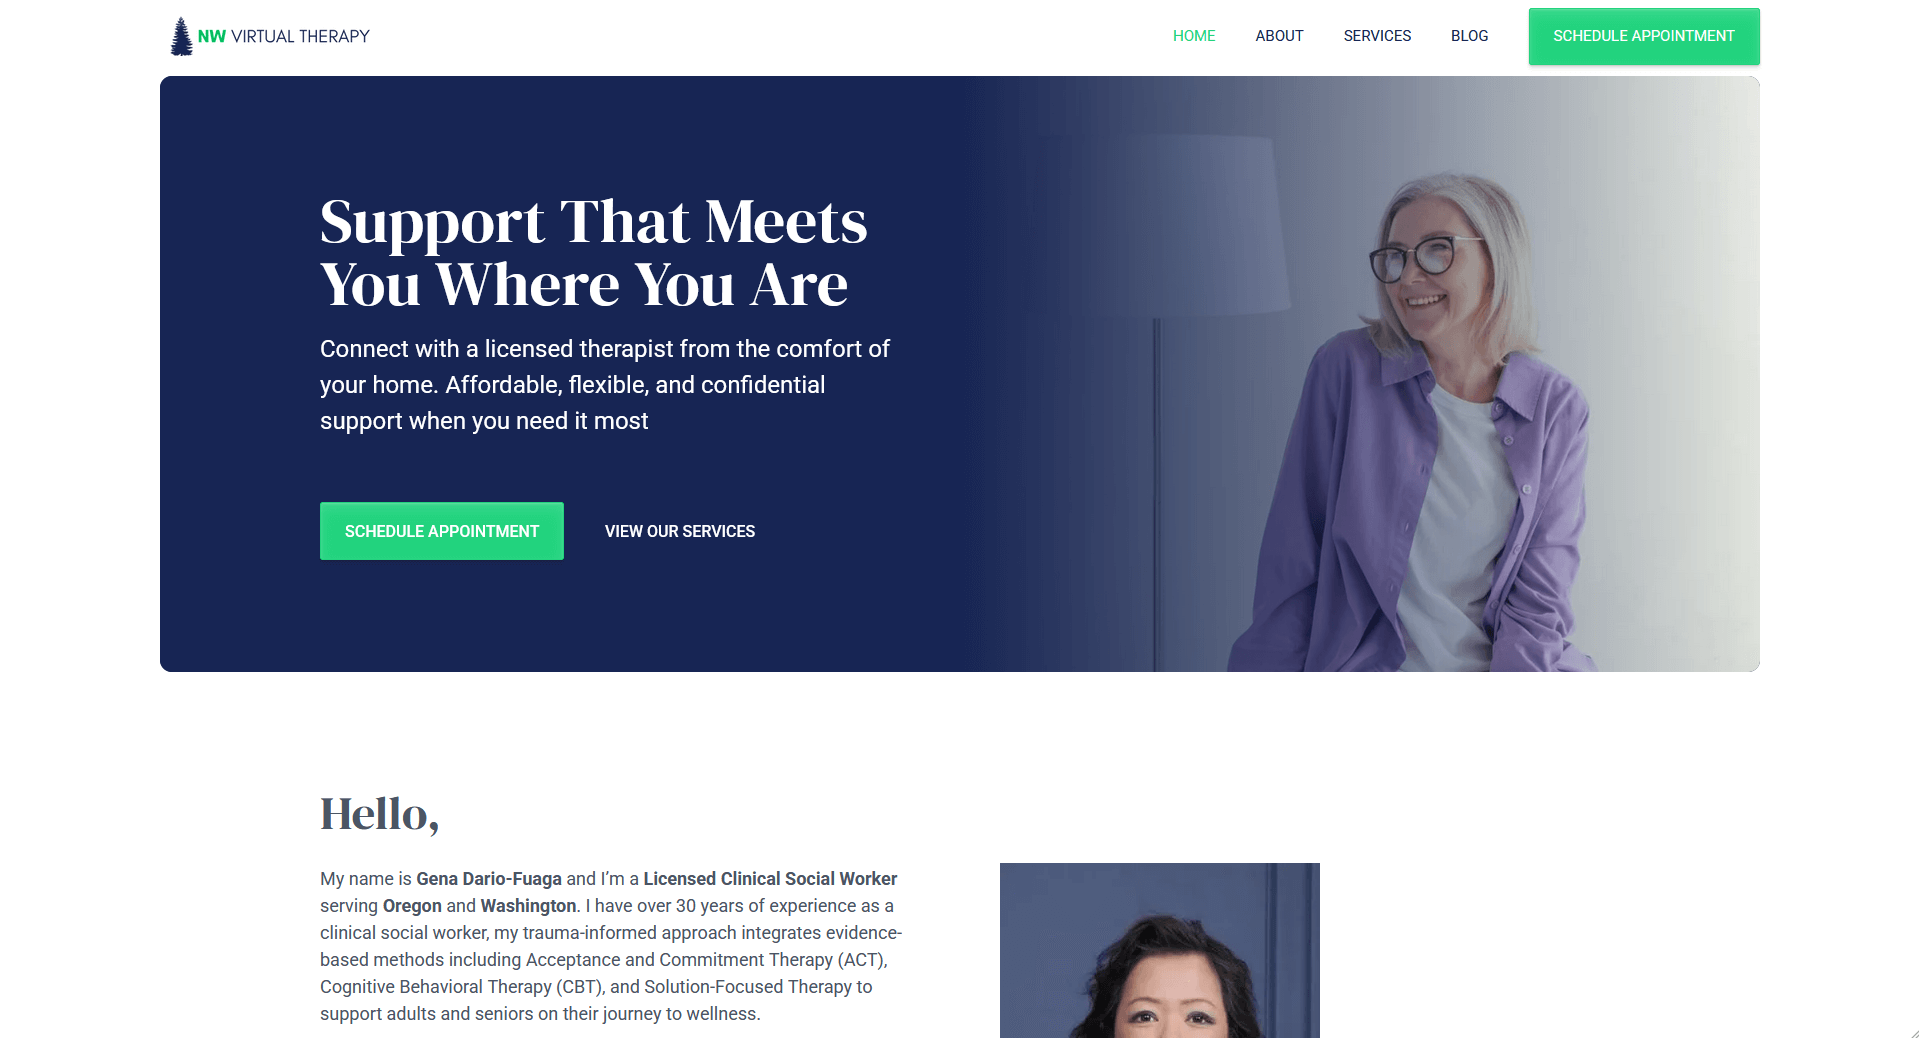 NW VIRTUAL THERAPY
HOME
ABOUT
SERVICES
BLOG
SCHEDULE APPOINTMENT
Support That Meets
You Where You Are
Connect with a licensed therapist from the comfort of
your home. Affordable, flexible, and confidential
support when you need it most
SCHEDULE APPOINTMENT
VIEW OUR SERVICES
Hello,
My name is Gena Dario-Fuaga and I’m a Licensed Clinical Social Worker
serving Oregon and Washington. I have over 30 years of experience as a
clinical social worker, my trauma-informed approach integrates evidence-
based methods including Acceptance and Commitment Therapy (ACT),
Cognitive Behavioral Therapy (CBT), and Solution-Focused Therapy to
support adults and seniors on their journey to wellness.